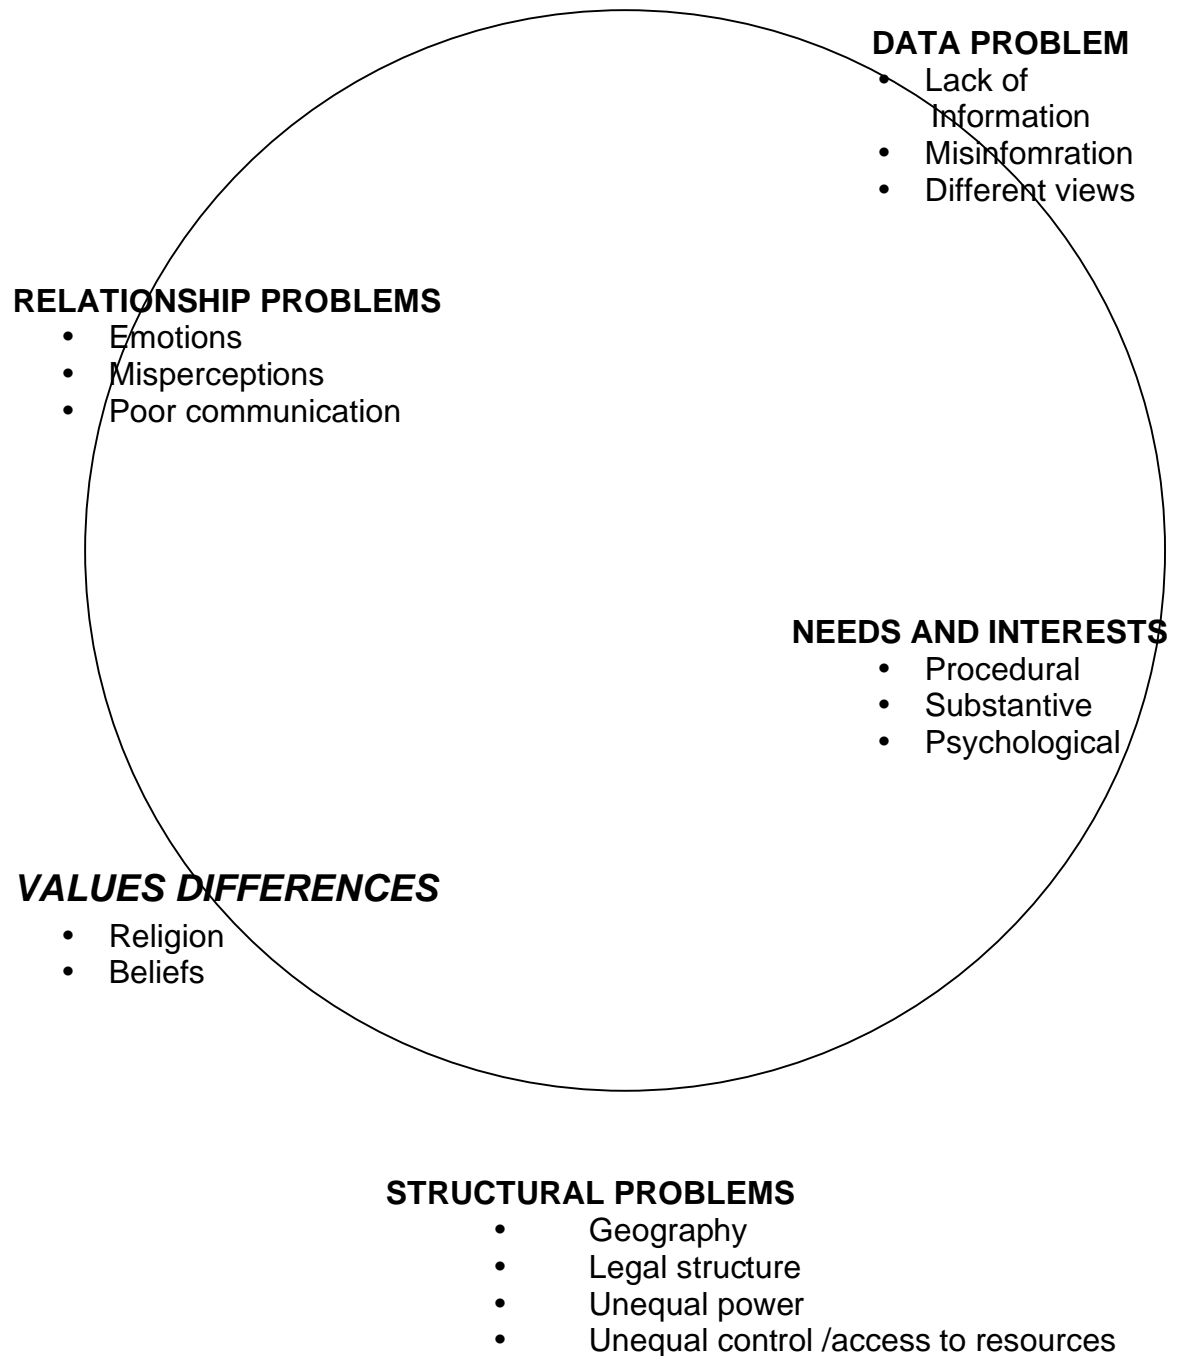 DATA PROBLEM
• Lack of
Information
• Misinfomration
• Different views
RELATIONSHIP PROBLEMS
• Emotions
• Misperceptions
• Poor communication
NEEDS AND INTERESTS
• Procedural
• Substantive
• Psychological
VALUES DIFFERENCES
• Religion
• Beliefs
STRUCTURAL PROBLEMS
• Geography
• Legal structure
• Unequal power
• Unequal control /access to resources